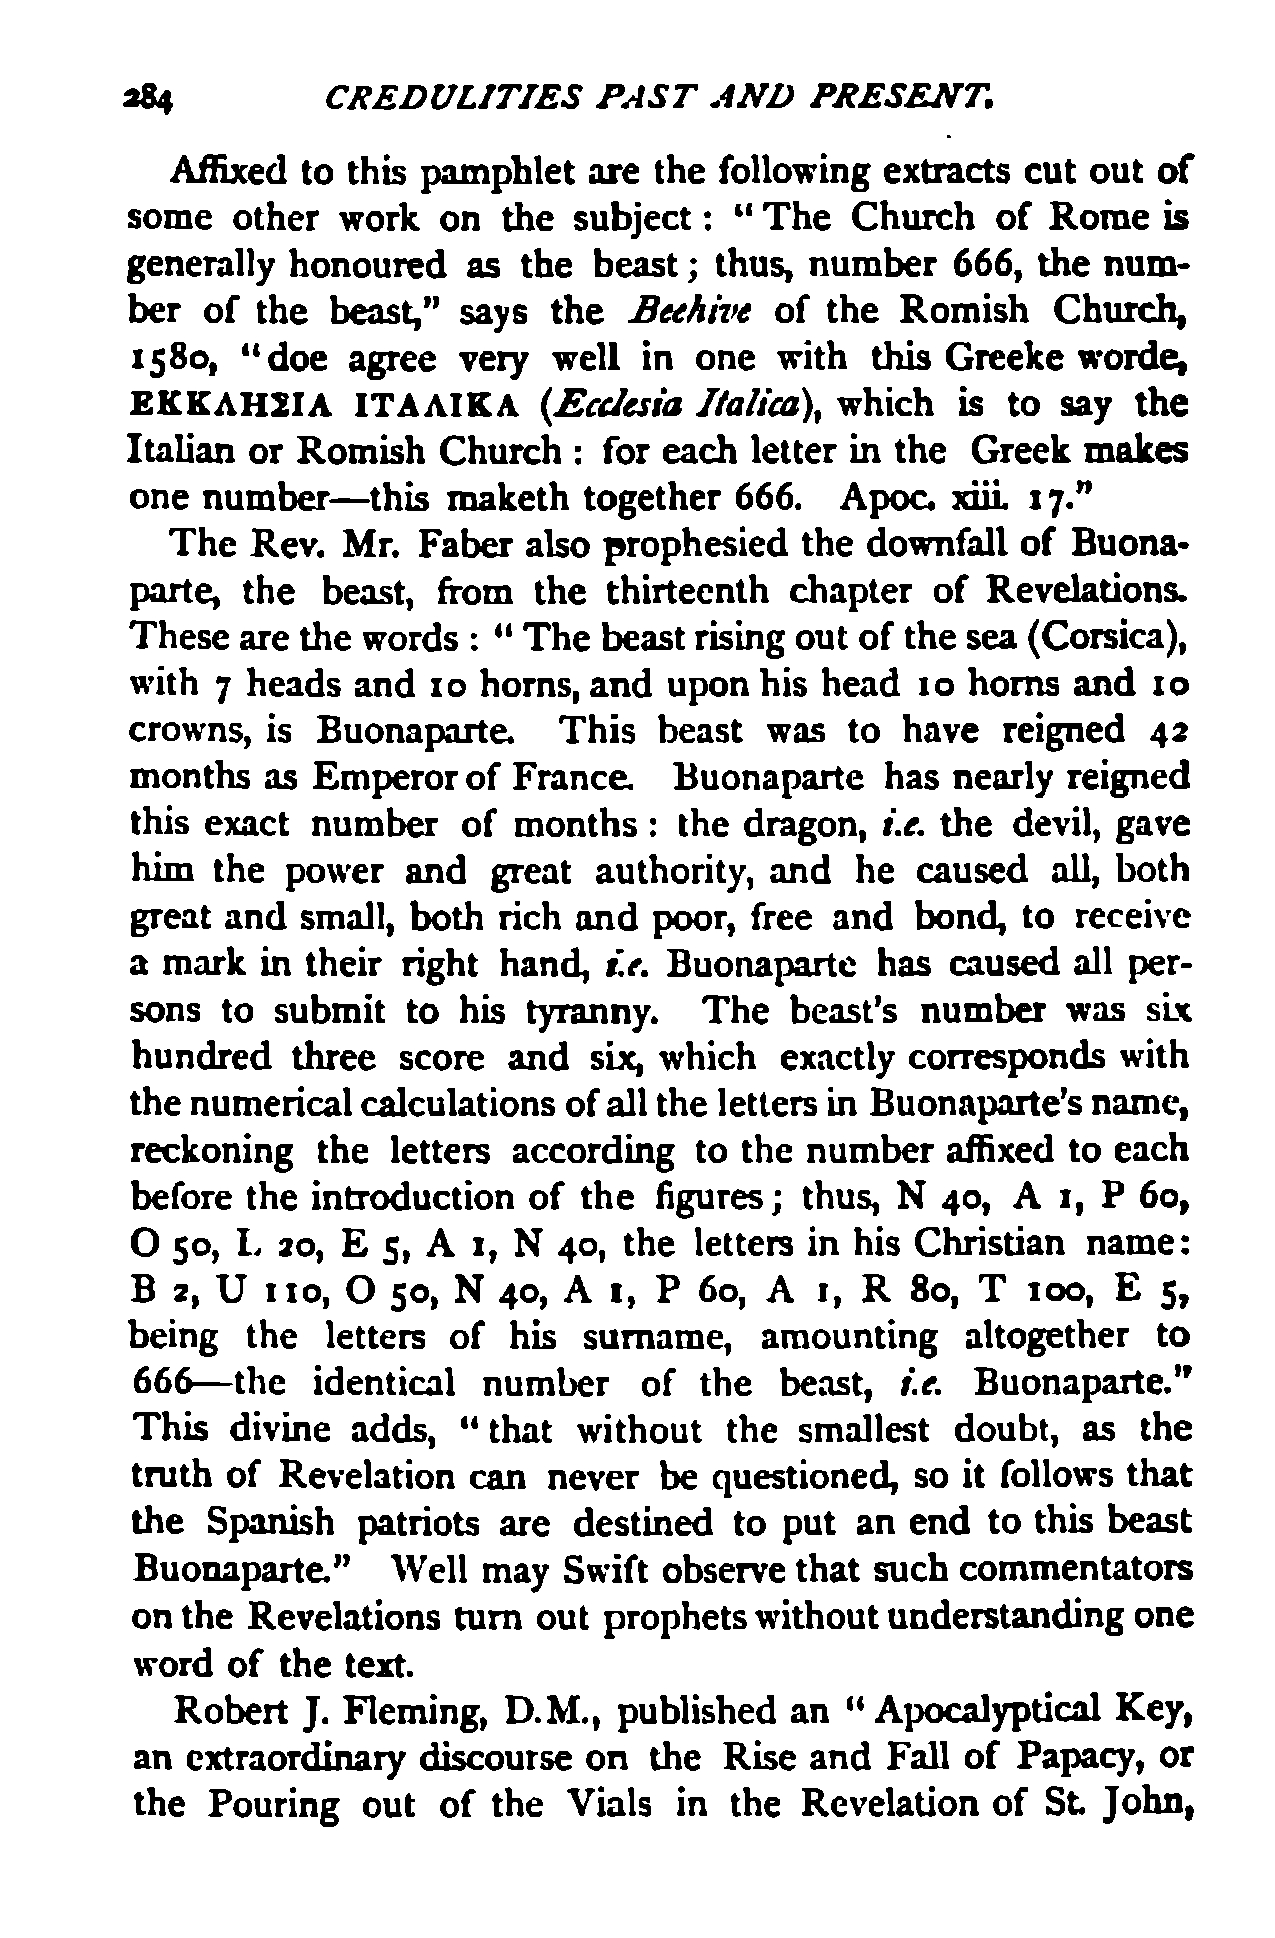 284 CREDULITIES PAST AND PRESENT.
Affixed to this pamphlet are the following extracts cut out of
some other work on the subject : “ The Church of Rome is
generally honoured as the beast ; thus, number 666, the num-
ber of the beast,” says the Beehive of the Romish Church,
1580, “doe agree very well in one with this Greeke worde,
ΕΚΚΛΗΣΙΑ ΙΤΑΛΙΚΑ (Ecclesia Italica), which is to say the
Italian or Romish Church : for each letter in the Greek makes
one number—this maketh together 666. Apoc. xiii. 17.”
The Rev. Mr. Faber also prophesied the downfall of Buona-
parte, the beast, from the thirteenth chapter of Revelations.
These are the words : “ The beast rising out of the sea (Corsica),
with 7 heads and 10 horns, and upon his head 10 horns and 10
crowns, is Buonaparte. This beast was to have reigned 42
months as Emperor of France. Buonaparte has nearly reigned
this exact number of months : the dragon, i.e. the devil, gave
him the power and great authority, and he caused all, both
great and small, both rich and poor, free and bond, to receive
a mark in their right hand, i.e. Buonaparte has caused all per-
sons to submit to his tyranny. The beast's number was six
hundred three score and six, which exactly corresponds with
the numerical calculations of all the letters in Buonaparte's name,
reckoning the letters according to the number affixed to each
before the introduction of the figures ; thus, N 40, A 1, P 60,
O 50, L 20, E 5, A 1, N 40, the letters in his Christian name:
B 2, U 110, O 50, N 40, A 1, P 60, A 1, R 80, T 100, E 5,
being the letters of his surname, amounting altogether to
666—the identical number of the beast, i.e. Buonaparte.”
This divine adds, “ that without the smallest doubt, as the
truth of Revelation can never be questioned, so it follows that
the Spanish patriots are destined to put an end to this beast
Buonaparte.” Well may Swift observe that such commentators
on the Revelations turn out prophets without understanding one
word of the text.
Robert J. Fleming, D.M., published an “ Apocalyptical Key,
an extraordinary discourse on the Rise and Fall of Papacy, or
the Pouring out of the Vials in the Revelation of St. John,